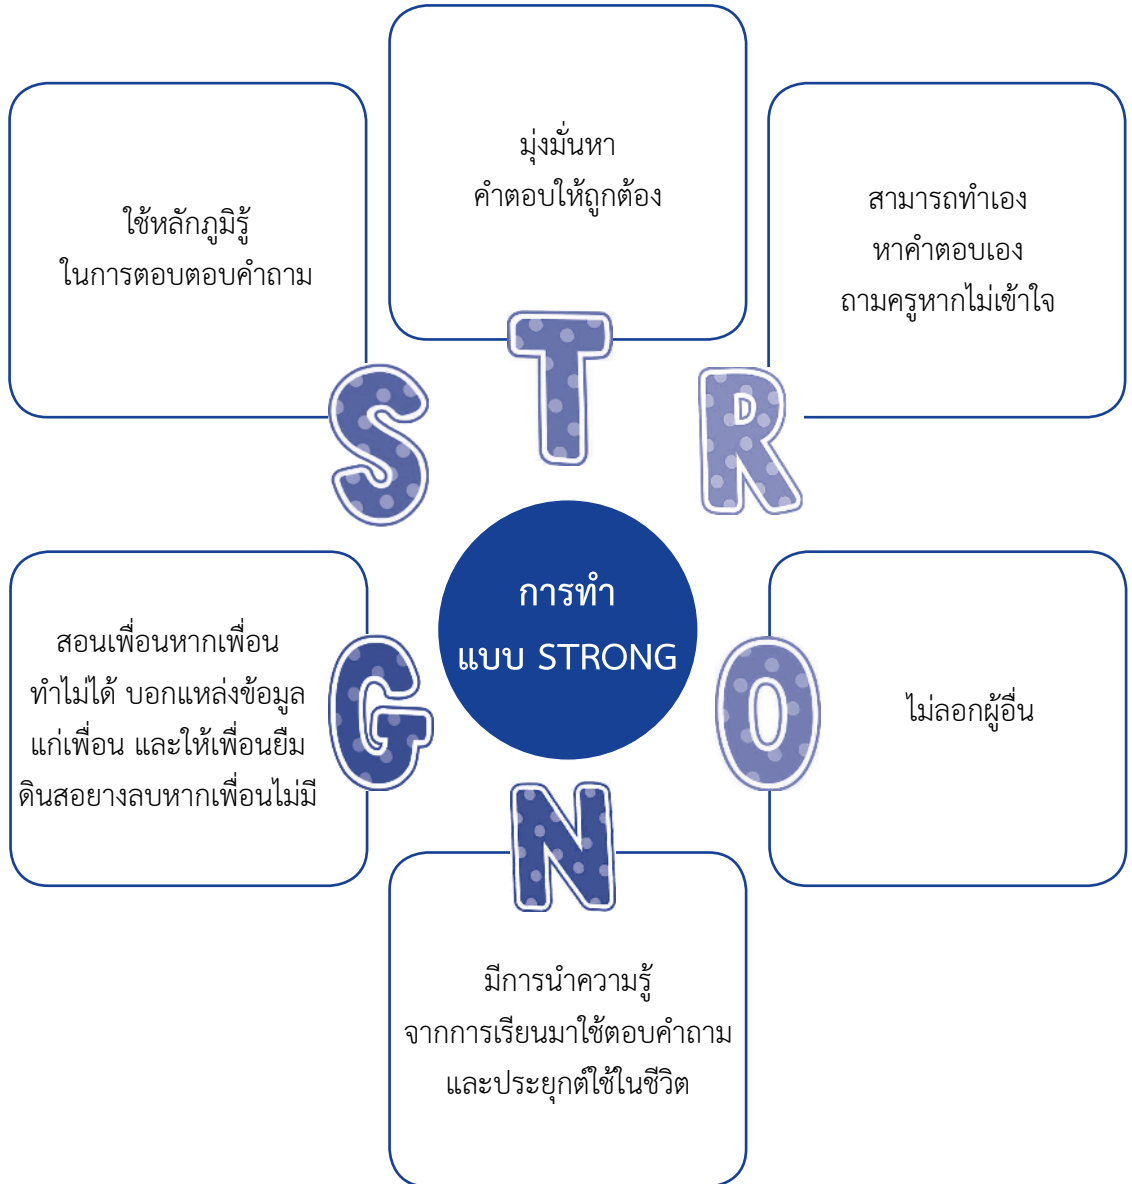 ใช้หลักภูมิรู้
ในการตอบตอบคำถาม
S
มุ่งมั่นหา
คำตอบให้ถูกต้อง
T
สามารถทำเอง
หาคำตอบเอง
ถามครูหากไม่เข้าใจ
R
การทำ
แบบ STRONG
ไม่ลอกผู้อื่น
O
มีการนำความรู้
จากการเรียนมาใช้ตอบคำถาม
และประยุกต์ใช้ในชีวิต
N
สอนเพื่อนหากเพื่อน
ทำไม่ได้ บอกแหล่งข้อมูล
แก่เพื่อน และให้เพื่อนยืม
ดินสอยางลบหากเพื่อนไม่มี
G